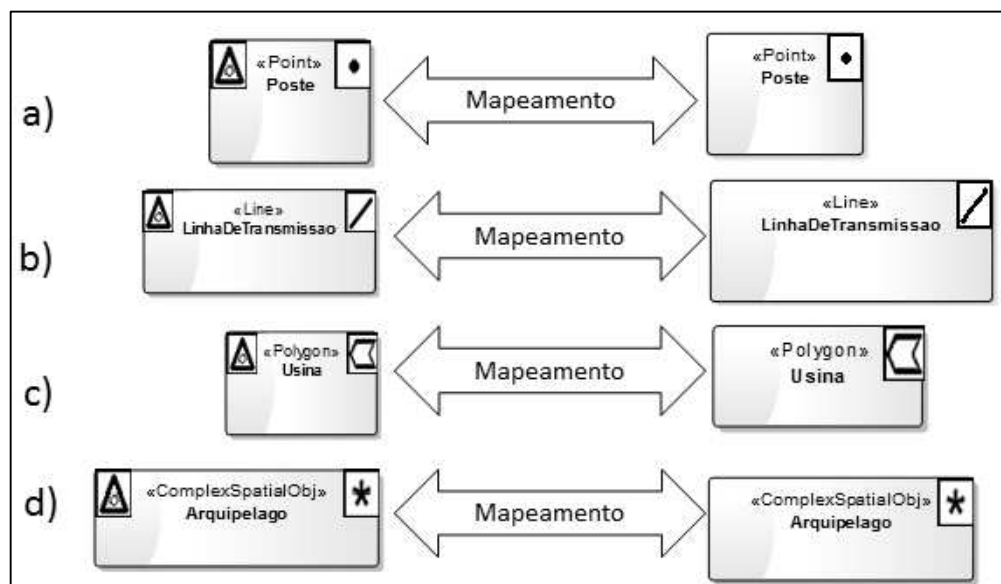 a)
«Point»
Poste
Mapeamento
«Point»
Poste
b)
«Line»
LinhaDeTransmissao
Mapeamento
«Line»
LinhaDeTransmissao
c)
«Polygon»
Usina
Mapeamento
«Polygon»
Usina
d)
«ComplexSpatialObj»
Arquipelago
Mapeamento
«ComplexSpatialObj»
Arquipelago